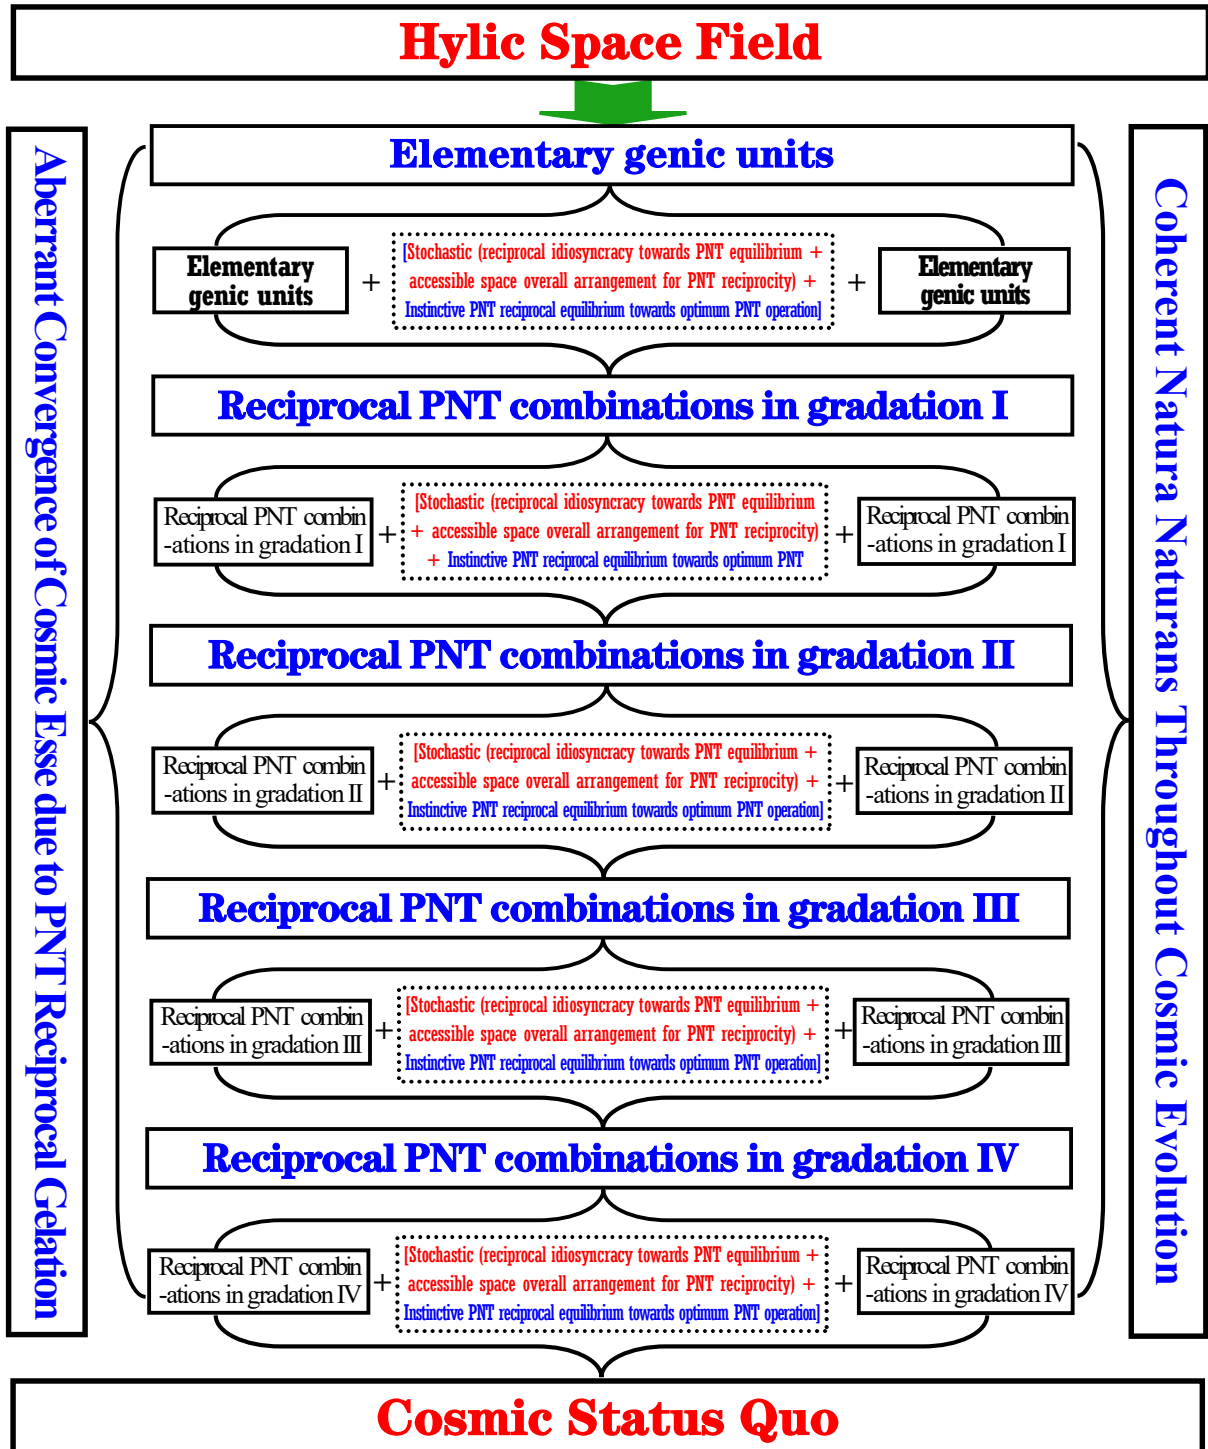 Hylic Space Field
Aberrant Convergence of Cosmic Esse due to PNT Reciprocal Gelation
Coherent Natura Naturans Throughout Cosmic Evolution
Elementary genic units
Elementary
genic units
+
[Stochastic (reciprocal idiosyncracy towards PNT equilibrium +
accessible space overall arrangement for PNT reciprocity) +
Instinctive PNT reciprocal equilibrium towards optimum PNT operation]
+
Elementary
genic units
Reciprocal PNT combinations in gradation I
Reciprocal PNT combin
-ations in gradation I
+
[Stochastic (reciprocal idiosyncracy towards PNT equilibrium
+ accessible space overall arrangement for PNT reciprocity)
+ Instinctive PNT reciprocal equilibrium towards optimum PNT
+
Reciprocal PNT combin
-ations in gradation I
Reciprocal PNT combinations in gradation II
Reciprocal PNT combin
-ations in gradation II
+
[Stochastic (reciprocal idiosyncracy towards PNT equilibrium +
accessible space overall arrangement for PNT reciprocity) +
Instinctive PNT reciprocal equilibrium towards optimum PNT operation]
+
Reciprocal PNT combin
-ations in gradation II
Reciprocal PNT combinations in gradation III
Reciprocal PNT combin
-ations in gradation III
+
[Stochastic (reciprocal idiosyncracy towards PNT equilibrium +
accessible space overall arrangement for PNT reciprocity) +
Instinctive PNT reciprocal equilibrium towards optimum PNT operation]
+
Reciprocal PNT combin
-ations in gradation III
Reciprocal PNT combinations in gradation IV
Reciprocal PNT combin
-ations in gradation IV
+
[Stochastic (reciprocal idiosyncracy towards PNT equilibrium +
accessible space overall arrangement for PNT reciprocity) +
Instinctive PNT reciprocal equilibrium towards optimum PNT operation]
+
Reciprocal PNT combin
-ations in gradation IV
Cosmic Status Quo